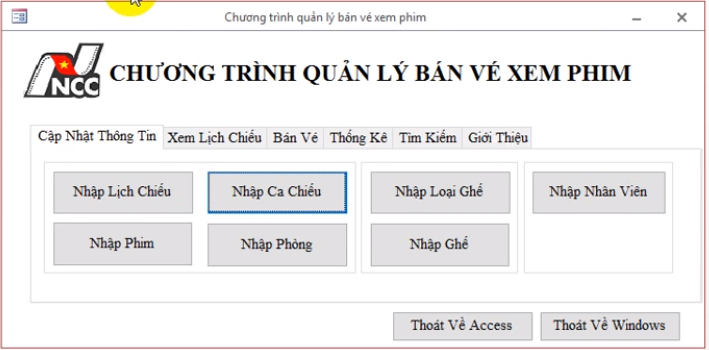 Chương trình quản lý bán vé xem phim
NCC
CHƯƠNG TRÌNH QUẢN LÝ BÁN VÉ XEM PHIM
Cập Nhật Thông Tin Xem Lịch Chiếu Bán Vé Thống Kê Tìm Kiếm Giới Thiệu
Nhập Lịch Chiếu Nhập Ca Chiếu Nhập Loại Ghế Nhập Nhân Viên
Nhập Phim Nhập Phòng Nhập Ghế
Thoát Về Access Thoát Về Windows